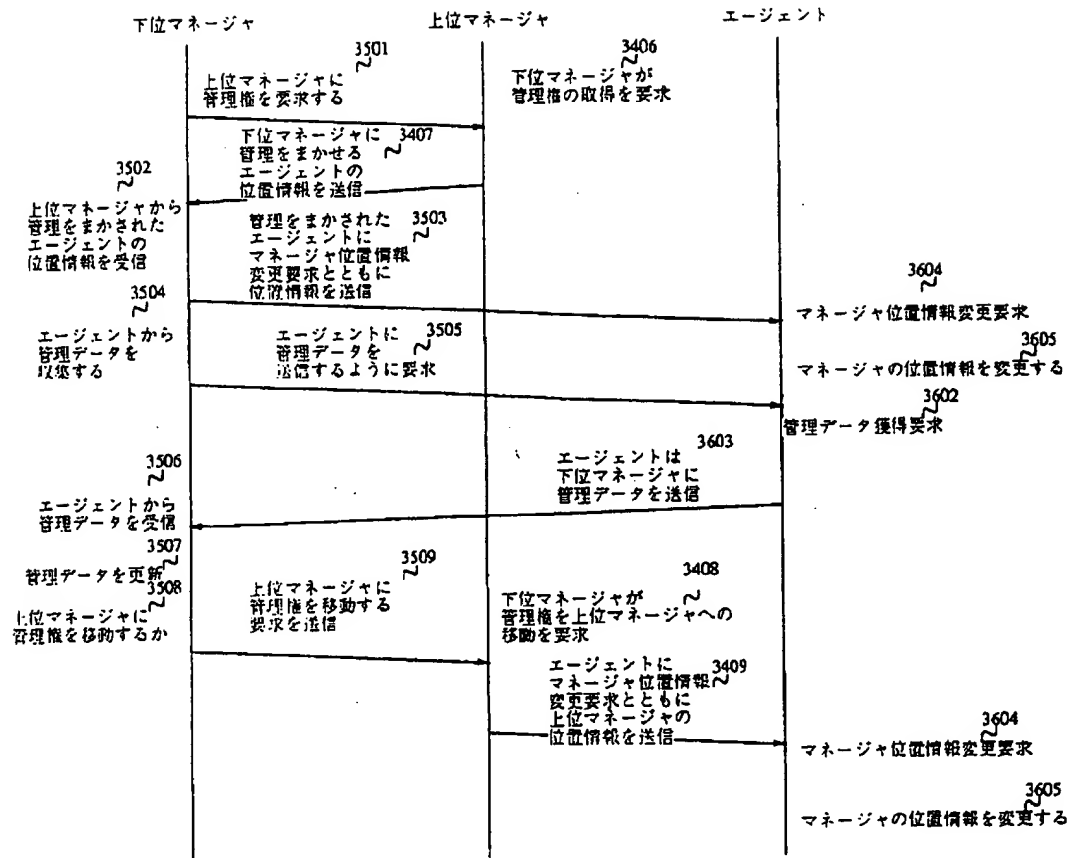 下位マネージャ
上位マネージャ
エージェント
3501
上位マネージャに
管理権を要求する
3406
下位マネージャが
管理権の取得を要求
下位マネージャに
管理をまかせる
エージェントの
位置情報を送信
3407
3502
上位マネージャから
管理をまかされた
エージェントの
位置情報を受信
管理をまかされた
エージェントに
マネージャ位置情報
変更要求とともに
位置情報を送信
3503
3604
マネージャ位置情報変更要求
3504
エージェントから
管理データを
収集する
エージェントに
管理データを
送信するように要求
3505
3605
マネージャの位置情報を変更する
3602
管理データ獲得要求
3603
エージェントは
下位マネージャに
管理データを送信
3506
エージェントから
管理データを受信
3507
管理データを更新
3508
上位マネージャに
管理権を移動するか
3509
上位マネージャに
管理権を移動する
要求を送信
3408
下位マネージャが
管理権を上位マネージャへの
移動を要求
エージェントに
マネージャ位置情報
変更要求とともに
上位マネージャの
位置情報を送信
3409
3604
マネージャ位置情報変更要求
3605
マネージャの位置情報を変更する